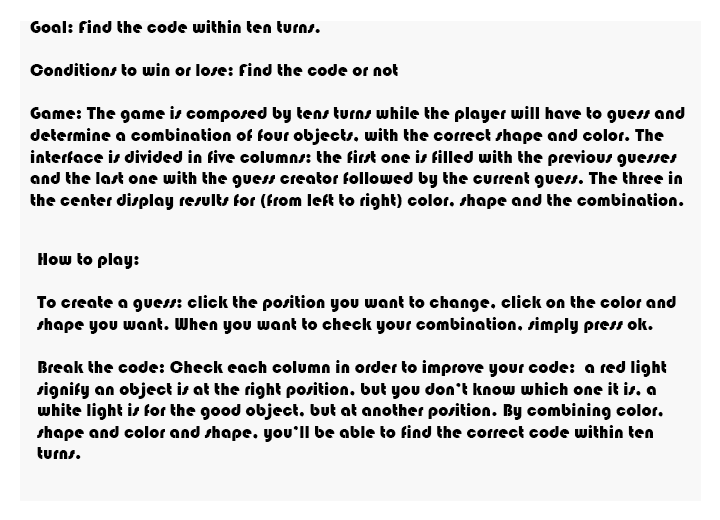 Goal: Find the code within ten turns.
Conditions to win or lose: Find the code or not
Game: The game is composed by tens turns while the player will have to guess and
determine a combination of four objects, with the correct shape and color. The
interface is divided in five columns: the first one is filled with the previous guesses
and the last one with the guess creator followed by the current guess. The three in
the center display results for (from left to right) color, shape and the combination.
How to play:
To create a guess: click the position you want to change, click on the color and
shape you want. When you want to check your combination, simply press ok.
Break the code: Check each column in order to improve your code:  a red light
signify an object is at the right position, but you don't know which one it is, a
white light is for the good object, but at another position. By combining color,
shape and color and shape, you'll be able to find the correct code within ten
turns.